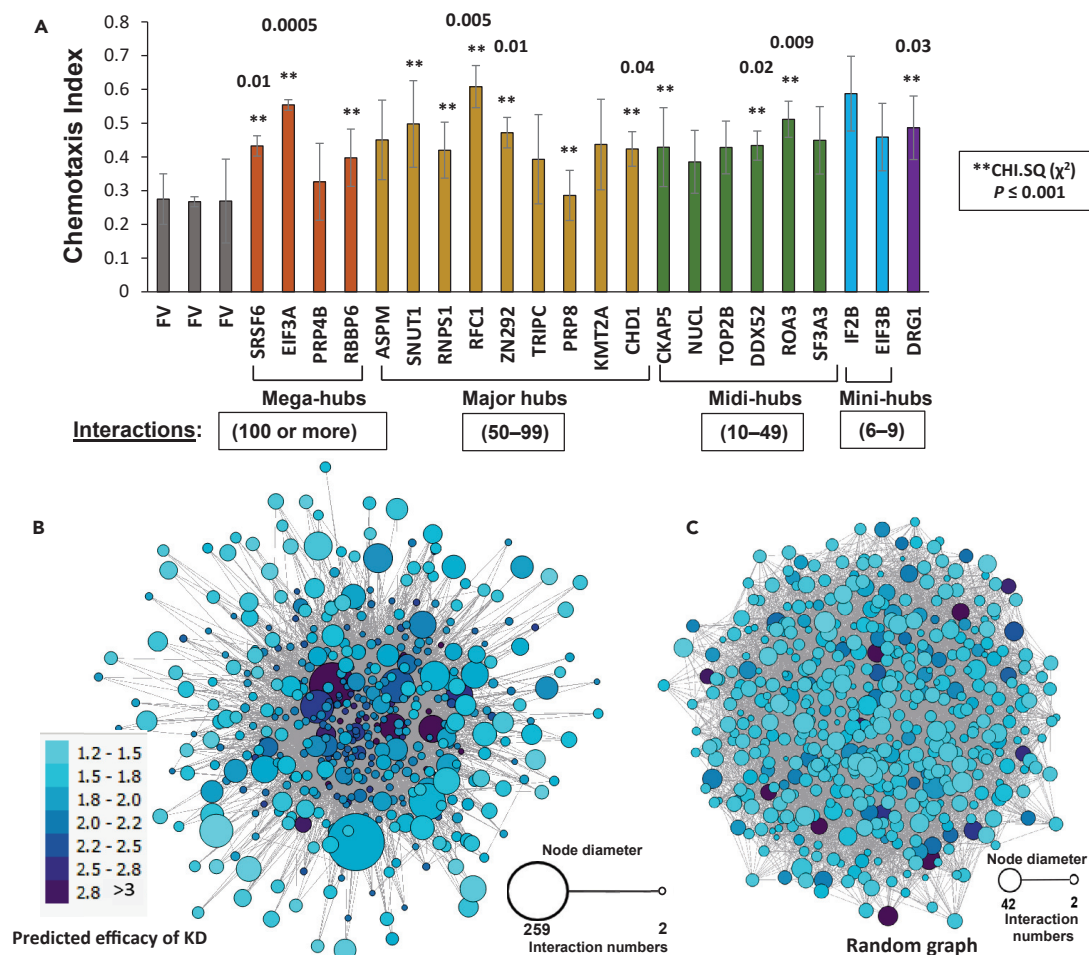 A
Chemotaxis Index
0.8
0.7
0.6
0.5
0.4
0.3
0.2
0.1
0
0.01
0.0005
0.005
0.01
0.04
0.02
0.009
0.03
** ** ** ** ** ** ** ** ** ** ** ** **
**CHI.SQ (χ²)
P ≤ 0.001
FV
FV
FV
SRSF6
EIF3A
PRP4B
RBBP6
ASPM
SNUT1
RNPS1
RFC1
ZN292
TRIPC
PRP8
KMT2A
CHD1
CKAP5
NUCL
TOP2B
DDX52
ROA3
SF3A3
IF2B
EIF3B
DRG1
Mega-hubs
Major hubs
Midi-hubs
Mini-hubs
Interactions:
(100 or more)
(50–99)
(10–49)
(6–9)
B
1.2 - 1.5
1.5 - 1.8
1.8 - 2.0
2.0 - 2.2
2.2 - 2.5
2.5 - 2.8
2.8 >3
Predicted efficacy of KD
Node diameter
259
2
Interaction numbers
C
Node diameter
42
2
Interaction
numbers
Random graph